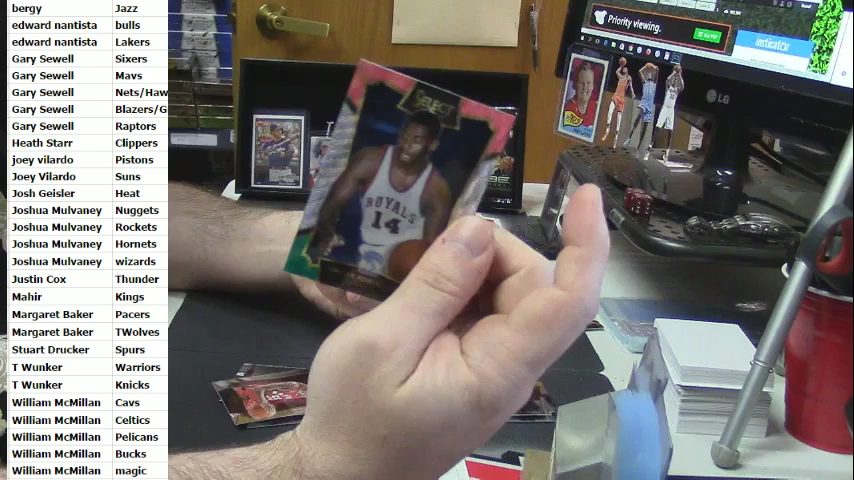 bergy Jazz
edward nantista bulls
edward nantista Lakers
Gary Sewell Sixers
Gary Sewell Mavs
Gary Sewell Nets/Haw
Gary Sewell Blazers/G
Gary Sewell Raptors
Heath Starr Clippers
joey vilardo Pistons
Joey Vilardo Suns
Josh Geisler Heat
Joshua Mulvaney Nuggets
Joshua Mulvaney Rockets
Joshua Mulvaney Hornets
Joshua Mulvaney wizards
Justin Cox Thunder
Mahir Kings
Margaret Baker Pacers
Margaret Baker TWolves
Stuart Drucker Spurs
T Wunker Warriors
T Wunker Knicks
William McMillan Cavs
William McMillan Celtics
William McMillan Pelicans
William McMillan Bucks
William McMillan magic
SELECT
ROYALS
14
Priority viewing.
insticator
LG